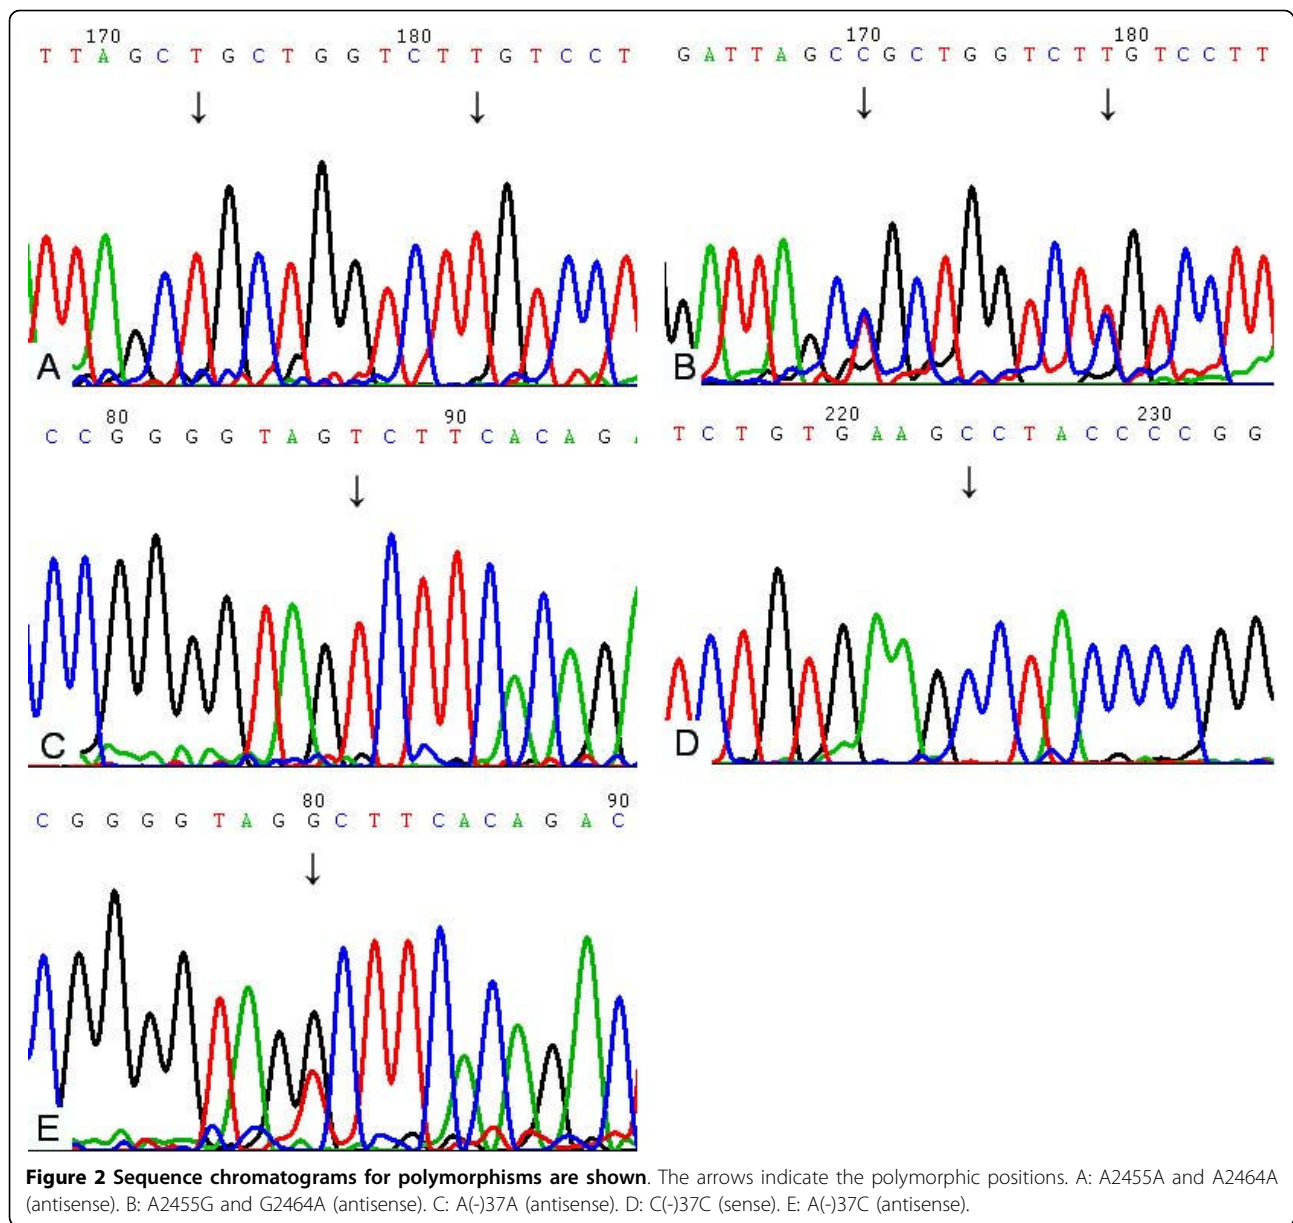 170 180
T T A G C T G C T G G T C T T G T C C T
↓ ↓
A
170 180
G A T T A G C C G C T G G T C T T G T C C T T
↓ ↓
B
80 90
C C G G G G T A G T C T T C A C A G A
↓
C
220 230
T C T G T G A A G C C T A C C C C G G
↓
D
80 90
C G G G G T A G G C T T C A C A G A C
↓
E
Figure 2 Sequence chromatograms for polymorphisms are shown. The arrows indicate the polymorphic positions. A: A2455A and A2464A
(antisense). B: A2455G and G2464A (antisense). C: A(-)37A (antisense). D: C(-)37C (sense). E: A(-)37C (antisense).